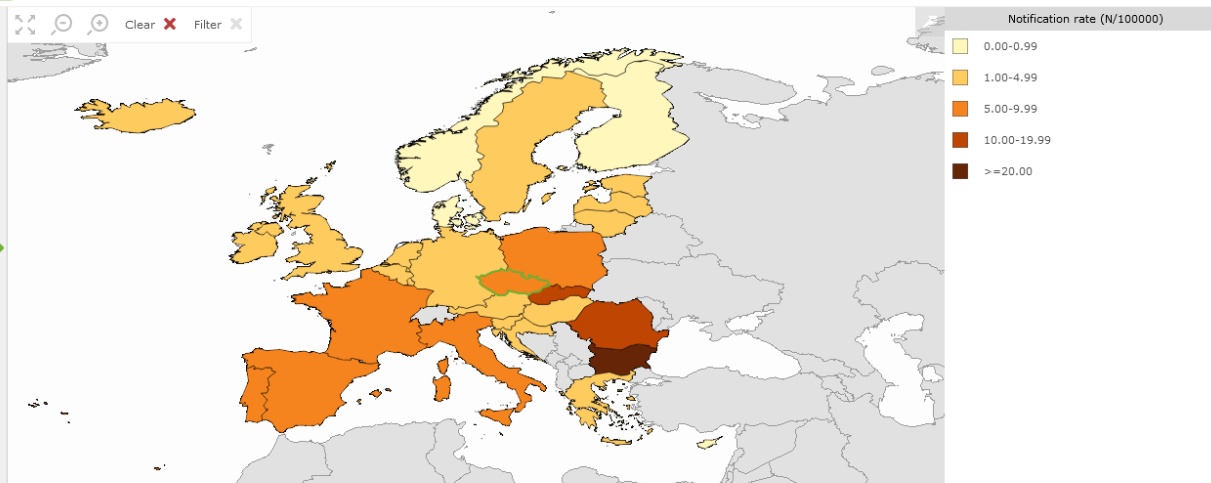 Clear Filter
Notification rate (N/100000)
0.00-0.99
1.00-4.99
5.00-9.99
10.00-19.99
>=20.00